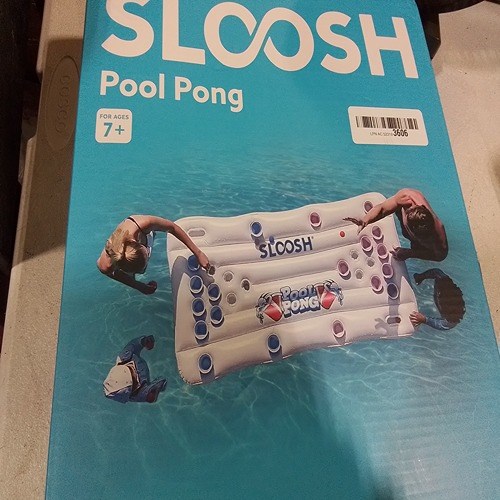 SLOOSH
Pool Pong
FOR AGES
7+
3606
SLOOSH
POOL
PONG